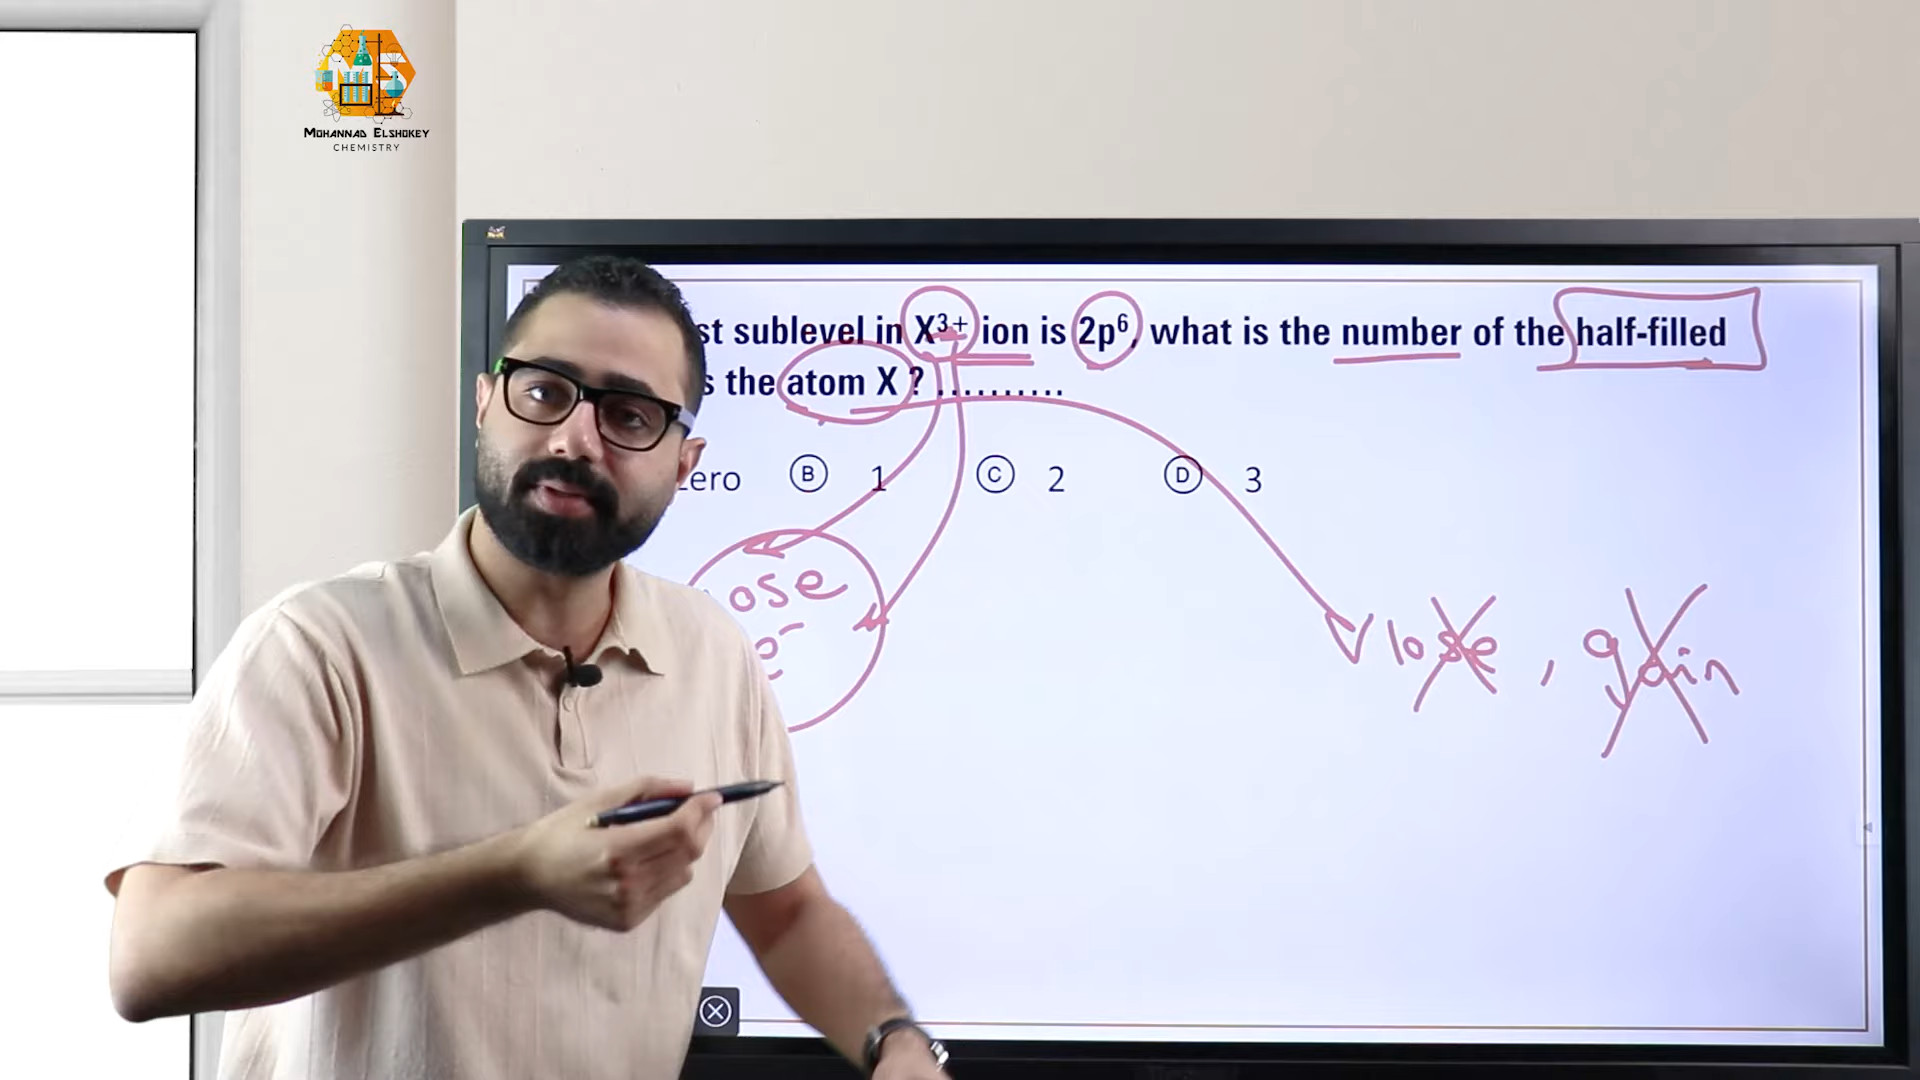 MOHANNAD ELSHOKEY
CHEMISTRY
st sublevel in X³⁺ ion is 2p⁶, what is the number of the half-filled
s the atom X ? ..........
zero Ⓑ 1 Ⓒ 2 Ⓓ 3
ose
e⁻
lose , gain